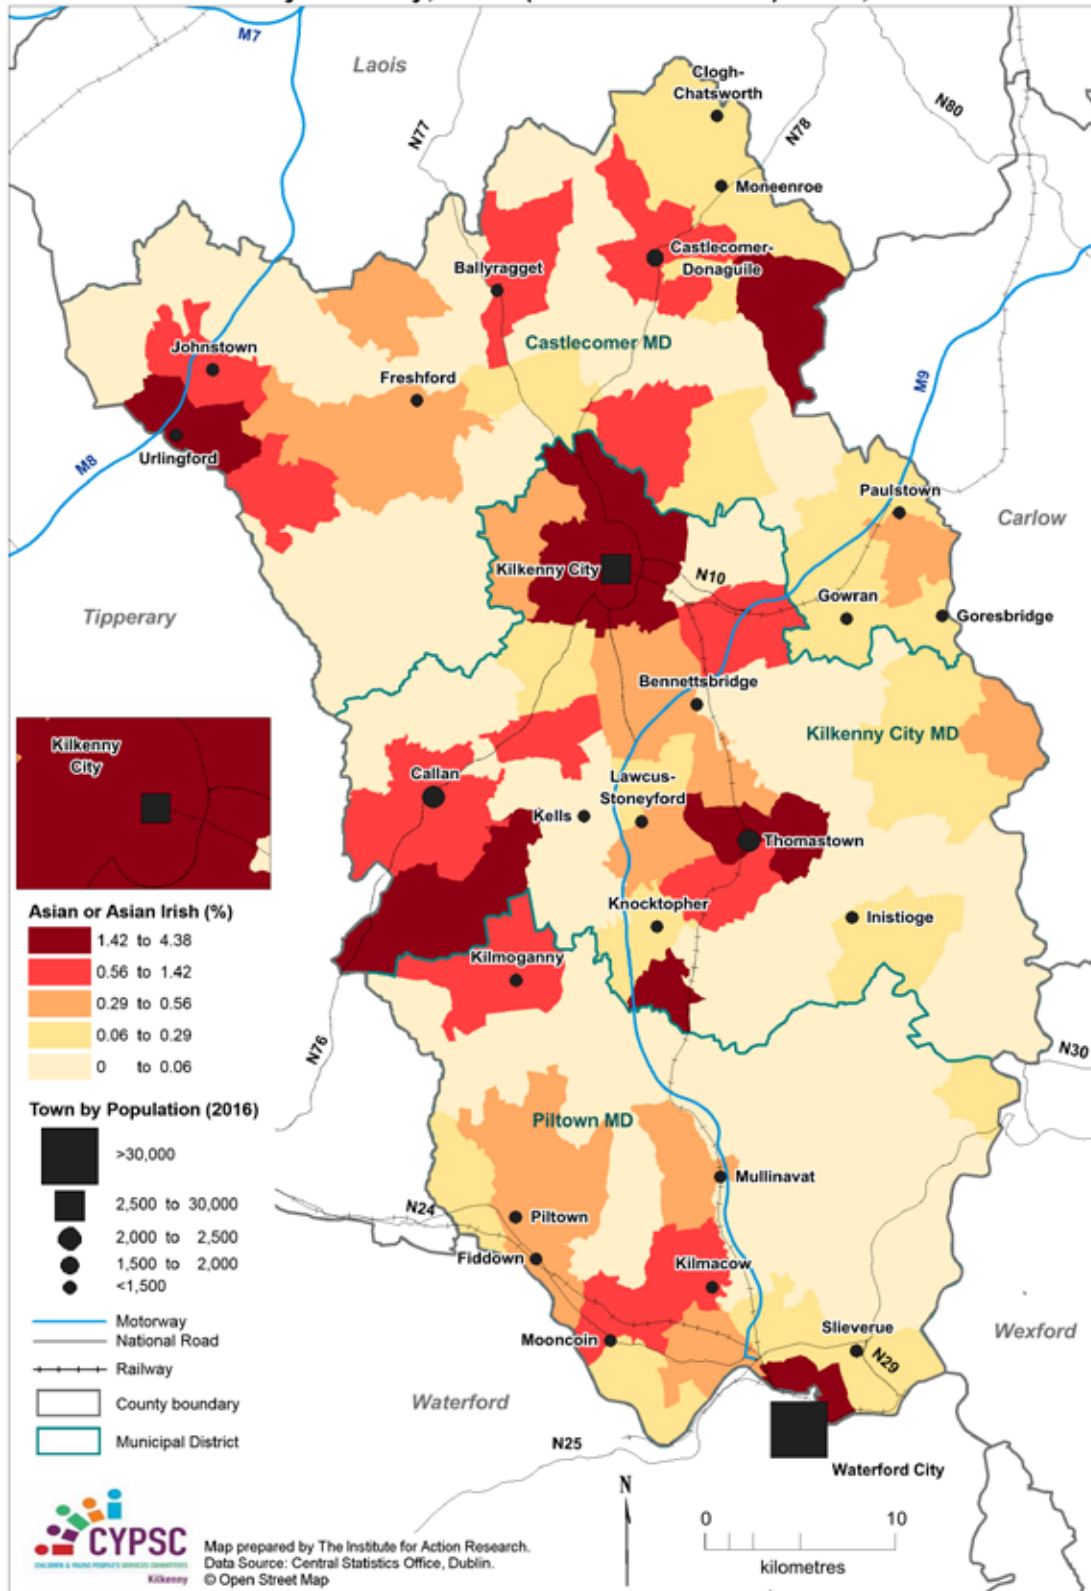 M7
Laois
Clogh-
Chatsworth
N80
N77
N78
Moneenroe
Castlecomer-
Donaguile
Ballyragget
Castlecomer MD
Johnstown
Freshford
M9
Urlingford
M8
Paulstown
Carlow
Kilkenny City
N10
Gowran
Goresbridge
Tipperary
Bennettsbridge
Kilkenny City MD
Kilkenny
City
Callan
Lawcus-
Stoneyford
Kells
Thomastown
Knocktopher
Inistioge
Asian or Asian Irish (%)
1.42 to 4.38
0.56 to 1.42
0.29 to 0.56
0.06 to 0.29
0 to 0.06
Kilmoganny
N76
N30
Town by Population (2016)
>30,000
2,500 to 30,000
2,000 to 2,500
1,500 to 2,000
<1,500
Motorway
National Road
Railway
County boundary
Municipal District
Piltown MD
Mullinavat
N24
Piltown
Fiddown
Kilmacow
Mooncoin
Slieverue
N29
Wexford
Waterford
N25
Waterford City
N
0 10
kilometres
CYPSC
CHILDREN & YOUNG PEOPLE'S SERVICES COMMITTEES
Kilkenny
Map prepared by The Institute for Action Research.
Data Source: Central Statistics Office, Dublin.
© Open Street Map